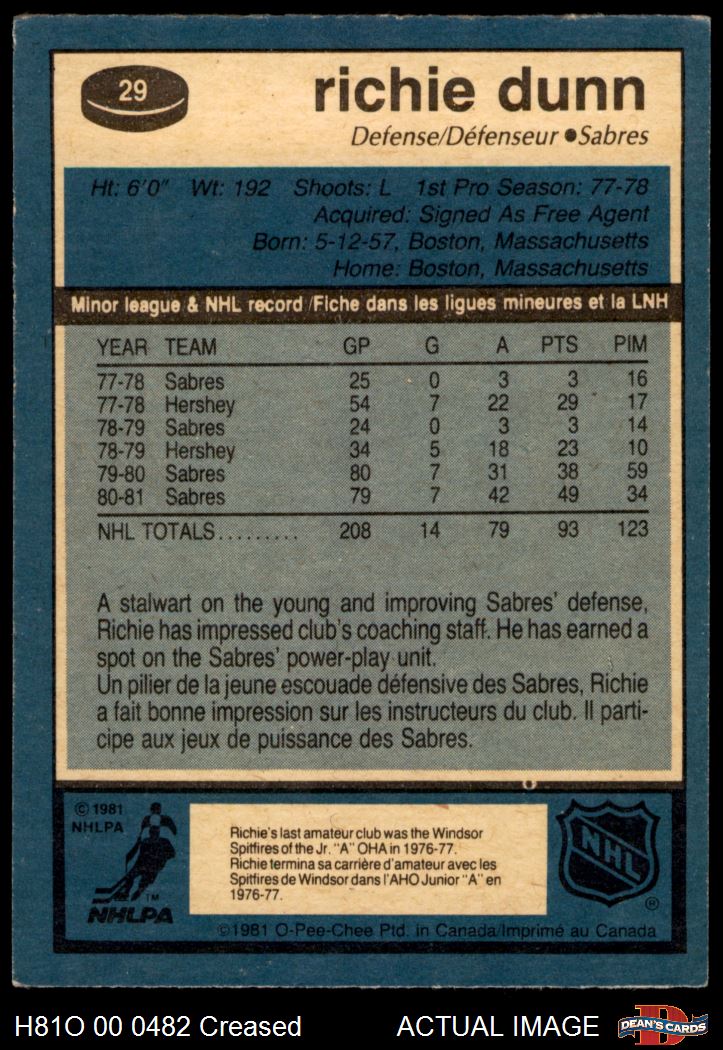 29
richie dunn
Defense/Défenseur ●Sabres
Ht: 6'0" Wt: 192 Shoots: L 1st Pro Season: 77-78
Acquired: Signed As Free Agent
Born: 5-12-57, Boston, Massachusetts
Home: Boston, Massachusetts
Minor league & NHL record /Fiche dans les ligues mineures et la LNH
YEAR TEAM GP G A PTS PIM
77-78 Sabres 25 0 3 3 16
77-78 Hershey 54 7 22 29 17
78-79 Sabres 24 0 3 3 14
78-79 Hershey 34 5 18 23 10
79-80 Sabres 80 7 31 38 59
80-81 Sabres 79 7 42 49 34
NHL TOTALS......... 208 14 79 93 123
A stalwart on the young and improving Sabres' defense,
Richie has impressed club's coaching staff. He has earned a
spot on the Sabres' power-play unit.
Un pilier de la jeune escouade défensive des Sabres, Richie
a fait bonne impression sur les instructeurs du club. Il parti-
cipe aux jeux de puissance des Sabres.
© 1981
NHLPA
TM
NHLPA
Richie's last amateur club was the Windsor
Spitfires of the Jr. "A" OHA in 1976-77.
Richie termina sa carrière d'amateur avec les
Spitfires de Windsor dans l'AHO Junior "A" en
1976-77.
NHL
®
©1981 O-Pee-Chee Ptd. in Canada/Imprimé au Canada
H81O 00 0482 Creased ACTUAL IMAGE
D
DEAN'S CARDS